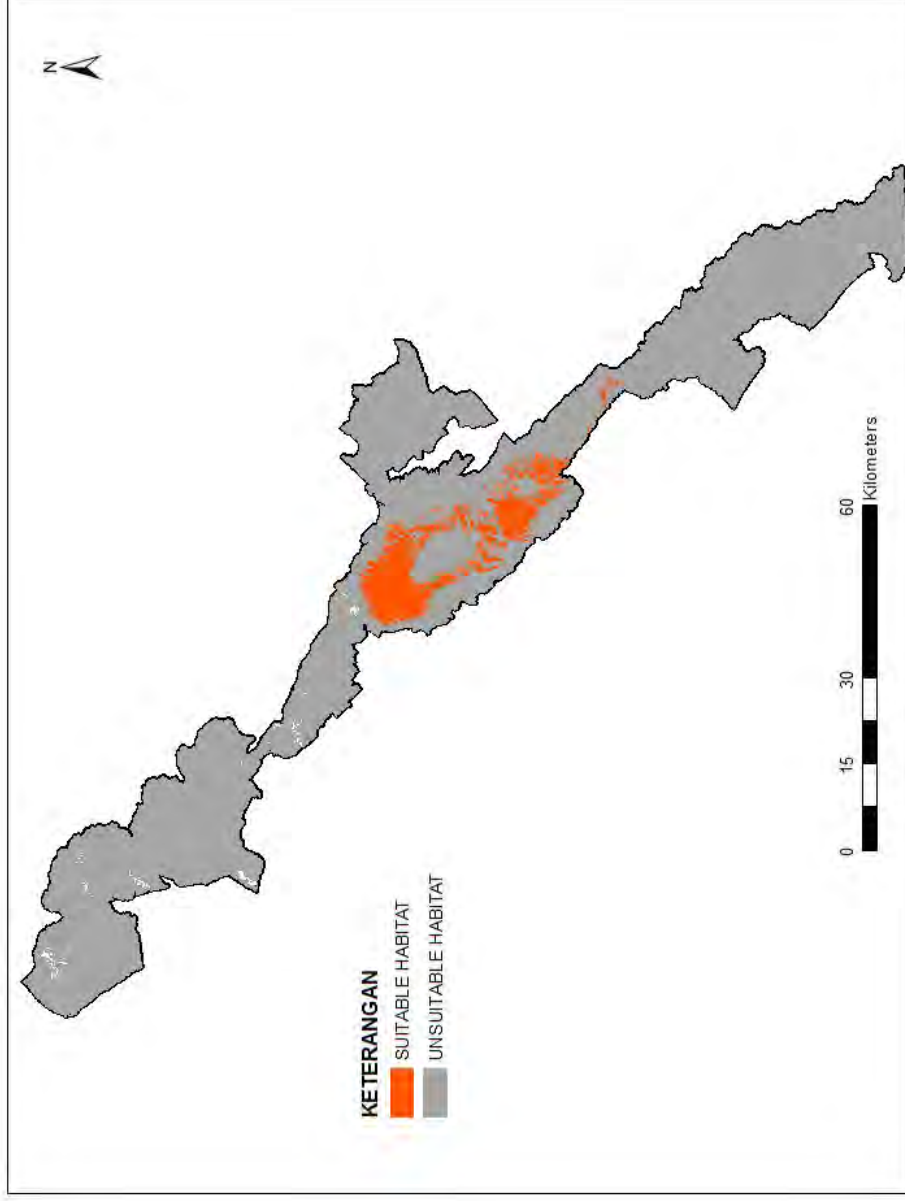 N
KETERANGAN
SUITABLE HABITAT
UNSUITABLE HABITAT
0 15 30 60
Kilometers